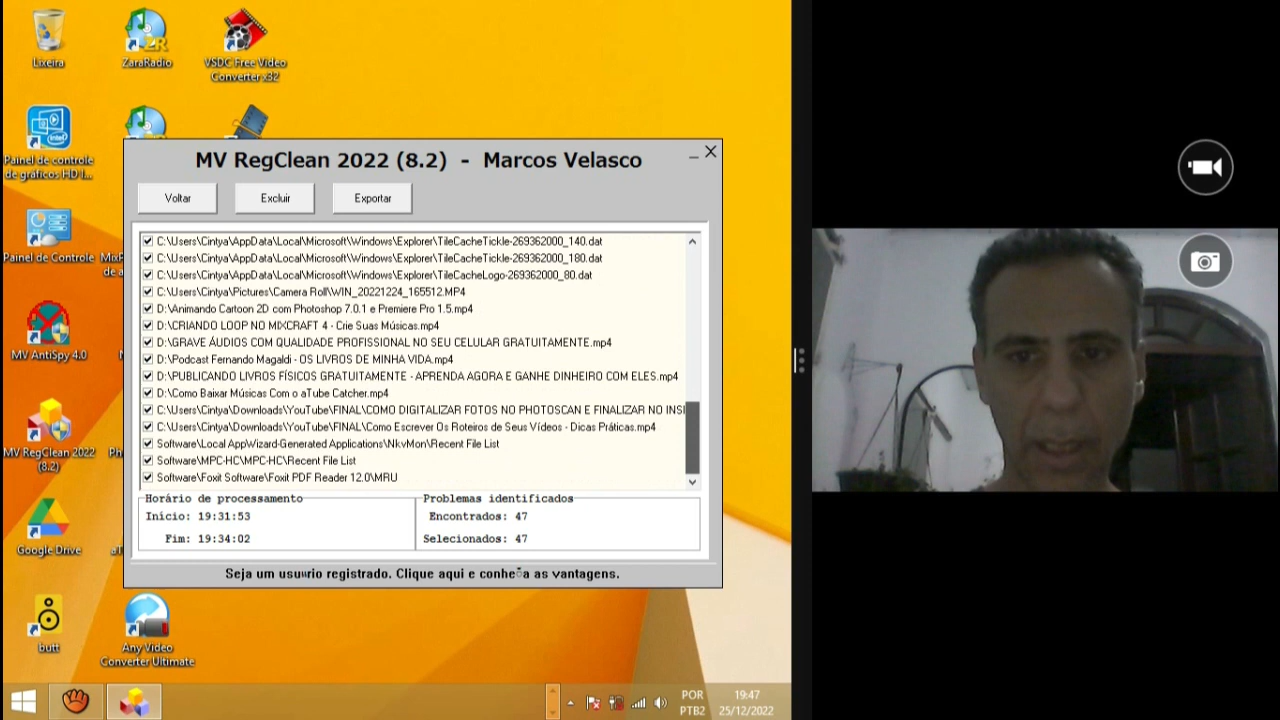 Lixeira
ZaraRadio
VSDC Free Video
Converter x32
Painel de controle
de gráficos HD I...
Painel de Controle
MixP
de a
MV AntiSpy 4.0
MV RegClean 2022
(8.2)
Ph
Google Drive
aT
butt
Any Video
Converter Ultimate
MV RegClean 2022 (8.2) - Marcos Velasco
Voltar
Excluir
Exportar
C:\Users\Cintya\AppData\Local\Microsoft\Windows\Explorer\TileCacheTickle-269362000_140.dat
C:\Users\Cintya\AppData\Local\Microsoft\Windows\Explorer\TileCacheTickle-269362000_180.dat
C:\Users\Cintya\AppData\Local\Microsoft\Windows\Explorer\TileCacheLogo-269362000_80.dat
C:\Users\Cintya\Pictures\Camera Roll\WIN_20221224_165512.MP4
D:\Animando Cartoon 2D com Photoshop 7.0.1 e Premiere Pro 1.5.mp4
D:\CRIANDO LOOP NO MIXCRAFT 4 - Crie Suas Músicas.mp4
D:\GRAVE ÁUDIOS COM QUALIDADE PROFISSIONAL NO SEU CELULAR GRATUITAMENTE.mp4
D:\Podcast Fernando Magaldi - OS LIVROS DE MINHA VIDA.mp4
D:\PUBLICANDO LIVROS FÍSICOS GRATUITAMENTE - APRENDA AGORA E GANHE DINHEIRO COM ELES.mp4
D:\Como Baixar Músicas Com o aTube Catcher.mp4
C:\Users\Cintya\Downloads\YouTube\FINAL\COMO DIGITALIZAR FOTOS NO PHOTOSCAN E FINALIZAR NO INSI
C:\Users\Cintya\Downloads\YouTube\FINAL\Como Escrever Os Roteiros de Seus Vídeos - Dicas Práticas.mp4
Software\Local AppWizard-Generated Applications\NkvMon\Recent File List
Software\MPC-HC\MPC-HC\Recent File List
Software\Foxit Software\Foxit PDF Reader 12.0\MRU
Horário de processamento
Início: 19:31:53
Fim: 19:34:02
Problemas identificados
Encontrados: 47
Selecionados: 47
Seja um usu rio registrado. Clique aqui e conhe a as vantagens.
POR
PTB2
19:47
25/12/2022